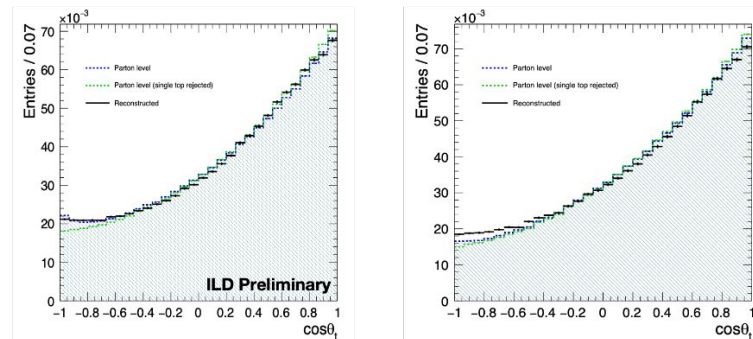 ×10⁻³
Entries / 0.07
70
60
50
40
30
20
10
0
Parton level
Parton level (single top rejected)
Reconstructed
ILD Preliminary
-1 -0.8 -0.6 -0.4 -0.2 0 0.2 0.4 0.6 0.8 1
cosθt
×10⁻³
Entries / 0.07
70
60
50
40
30
20
10
0
Parton level
Parton level (single top rejected)
Reconstructed
-1 -0.8 -0.6 -0.4 -0.2 0 0.2 0.4 0.6 0.8 1
cosθt